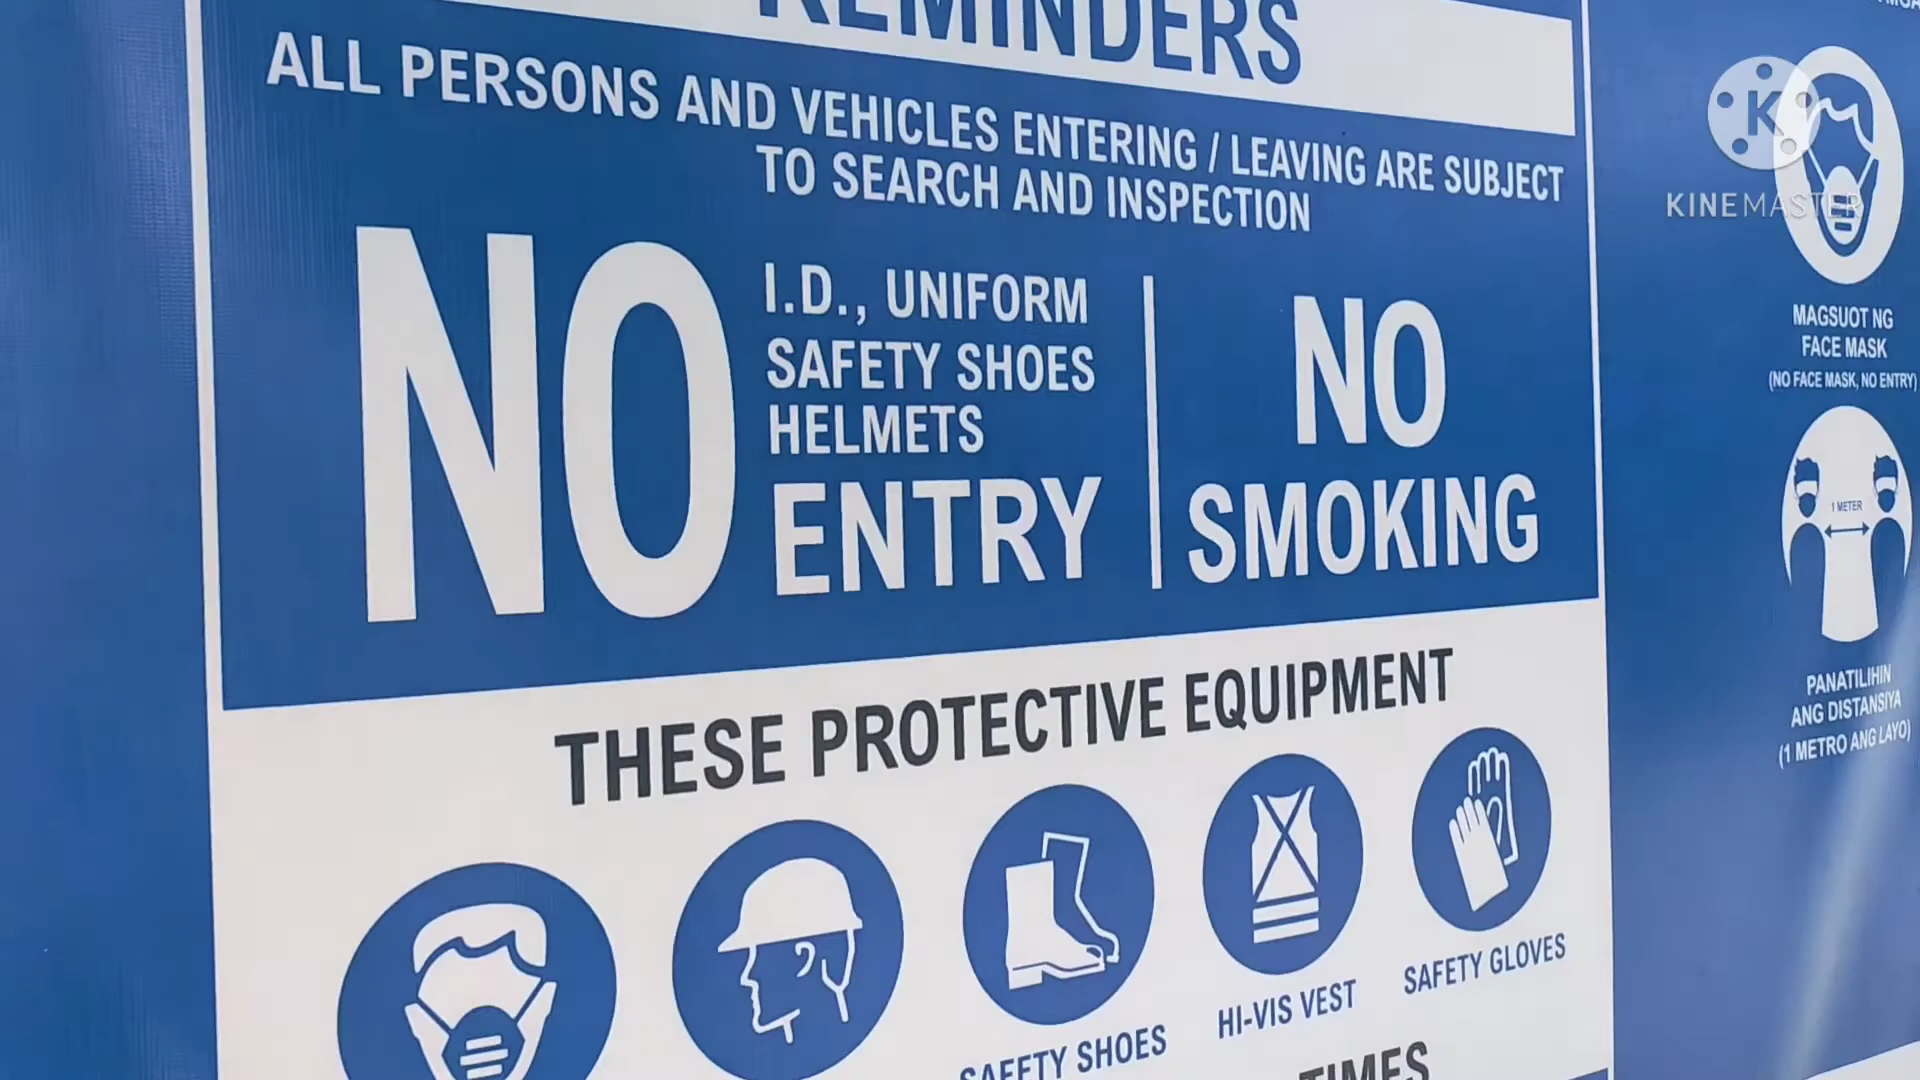 REMINDERS
ALL PERSONS AND VEHICLES ENTERING / LEAVING ARE SUBJECT
TO SEARCH AND INSPECTION
NO
I.D., UNIFORM
SAFETY SHOES
HELMETS
ENTRY
NO
SMOKING
THESE PROTECTIVE EQUIPMENT
SAFETY SHOES
HI-VIS VEST
SAFETY GLOVES
TIMES
KINEMASTER
MAGSUOT NG
FACE MASK
(NO FACE MASK, NO ENTRY)
1 METER
PANATILIHIN
ANG DISTANSIYA
(1 METRO ANG LAYO)